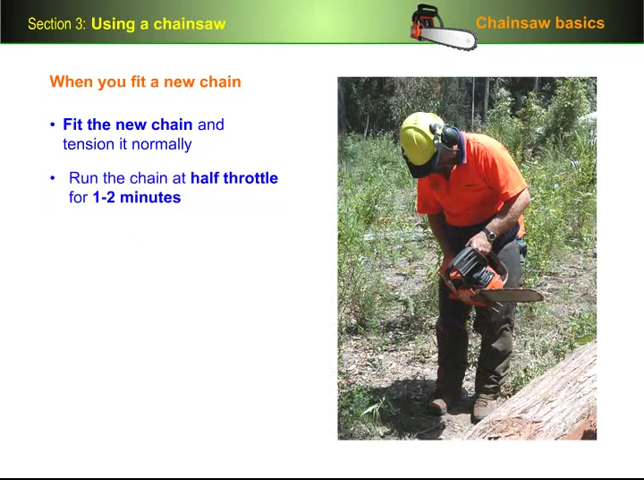 Section 3: Using a chainsaw
Chainsaw basics
When you fit a new chain
• Fit the new chain and
tension it normally
• Run the chain at half throttle
for 1-2 minutes